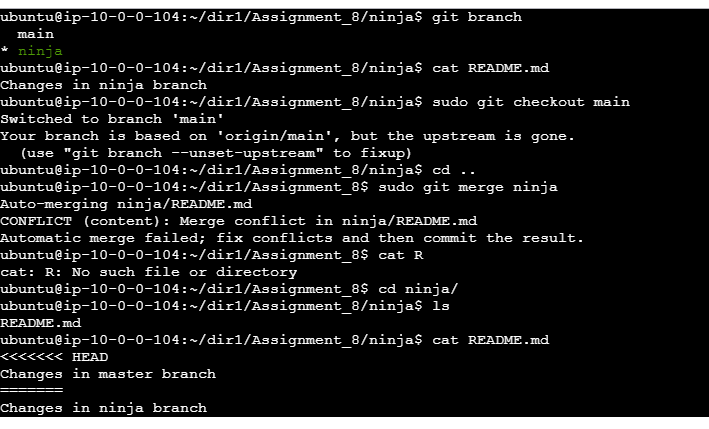 ubuntu@ip-10-0-0-104:~/dir1/Assignment_8/ninja$ git branch
  main
* ninja
ubuntu@ip-10-0-0-104:~/dir1/Assignment_8/ninja$ cat README.md
Changes in ninja branch
ubuntu@ip-10-0-0-104:~/dir1/Assignment_8/ninja$ sudo git checkout main
Switched to branch 'main'
Your branch is based on 'origin/main', but the upstream is gone.
  (use "git branch --unset-upstream" to fixup)
ubuntu@ip-10-0-0-104:~/dir1/Assignment_8/ninja$ cd ..
ubuntu@ip-10-0-0-104:~/dir1/Assignment_8$ sudo git merge ninja
Auto-merging ninja/README.md
CONFLICT (content): Merge conflict in ninja/README.md
Automatic merge failed; fix conflicts and then commit the result.
ubuntu@ip-10-0-0-104:~/dir1/Assignment_8$ cat R
cat: R: No such file or directory
ubuntu@ip-10-0-0-104:~/dir1/Assignment_8$ cd ninja/
ubuntu@ip-10-0-0-104:~/dir1/Assignment_8/ninja$ ls
README.md
ubuntu@ip-10-0-0-104:~/dir1/Assignment_8/ninja$ cat README.md
<<<<<<< HEAD
Changes in master branch
=======
Changes in ninja branch